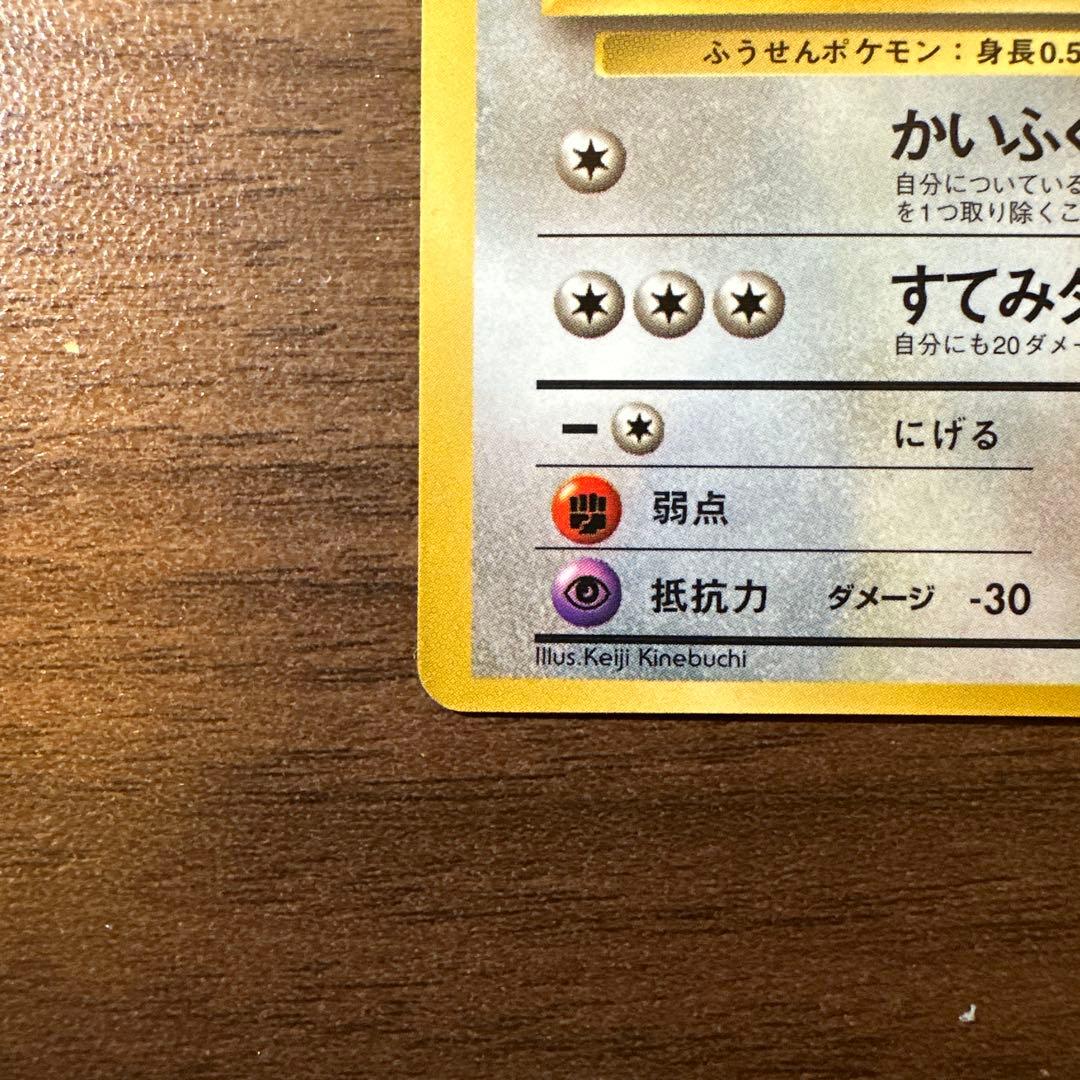 ふうせんポケモン：身長0.5
かいふく
自分についている
を1つ取り除くこ
すてみタ
自分にも20ダメー
にげる
弱点
抵抗力 ダメージ -30
Illus.Keiji Kinebuchi